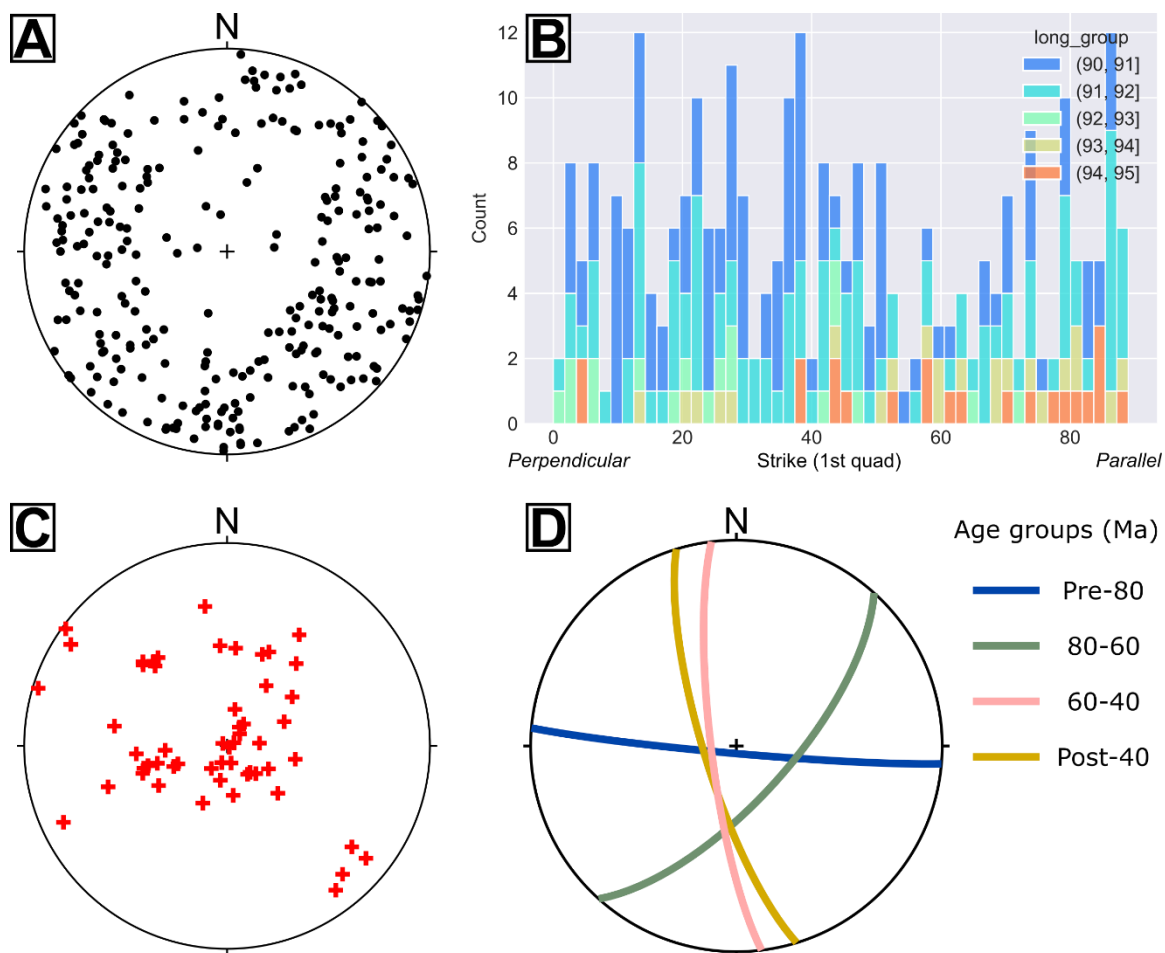 A
N
B
12
10
8
6
4
2
0
Count
long_group
(90, 91]
(91, 92]
(92, 93]
(93, 94]
(94, 95]
0
20
40
60
80
Perpendicular
Strike (1st quad)
Parallel
C
N
D
N
Age groups (Ma)
Pre-80
80-60
60-40
Post-40